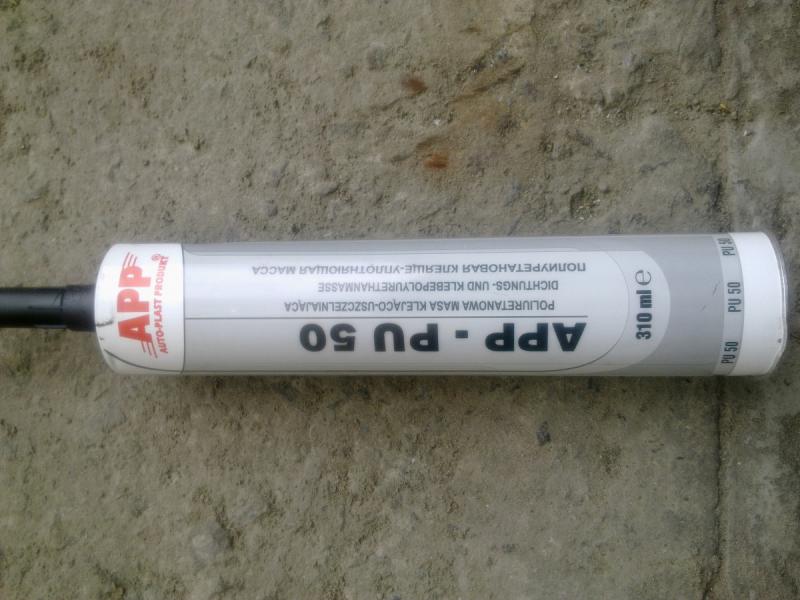 APP
AUTO-PLAST PRODUKT®
APP - PU 50
POLIURETANOWA MASA KLEJĄCO-USZCZELNIAJĄCA
DICHTUNGS- UND KLEBEPOLYURETHANMASSE
ПОЛИУРЕТАНОВАЯ КЛЕЯЩЕ-УПЛОТНЯЮЩАЯ МАССА
310 ml ℮
PU 50
PU 50
PU 50